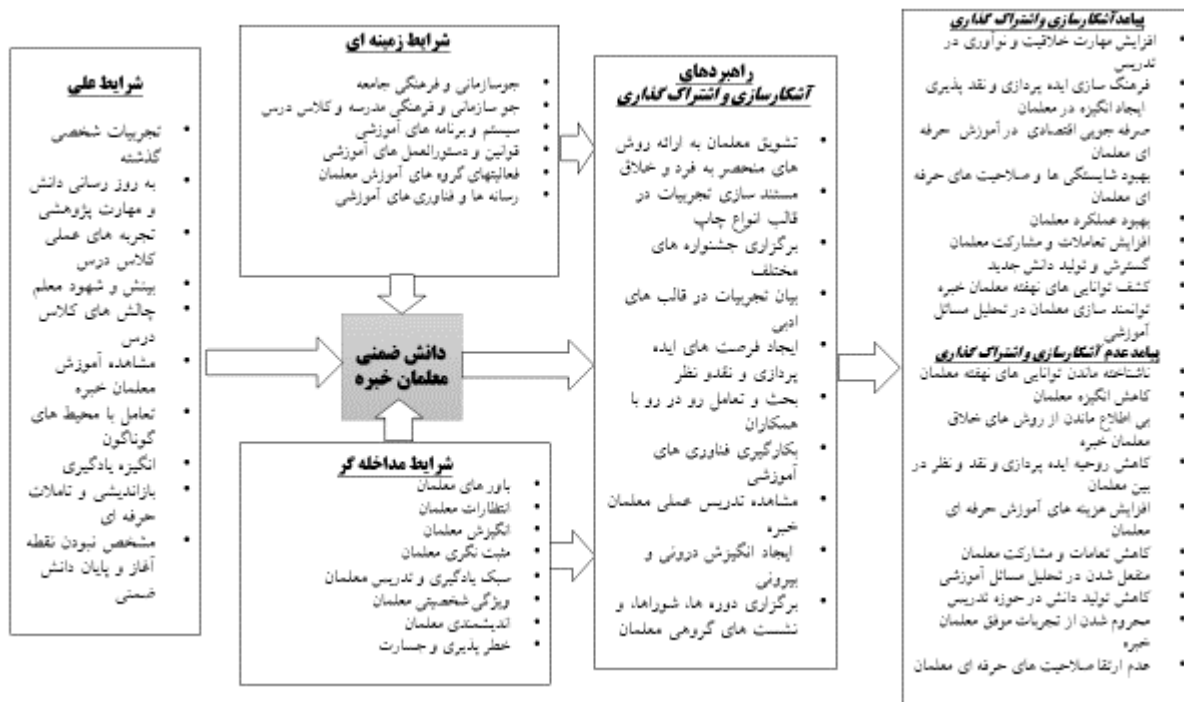 شرایط علی
• تجربیات شخصی
گذشته
• به روز رسانی دانش
و مهارت پژوهشی
• تجربه های عملی
کلاس درس
• بینش و شهود معلم
• چالش های کلاس
درس
• مشاهده آموزش
معلمان خبره
• تعامل با محیط های
گوناگون
• انگیزه یادگیری
• بازاندیشی و تاملات
حرفه ای
• مشخص نبودن نقطه
آغاز و پایان دانش
ضمنی
شرایط زمینه ای
• جوسازمانی و فرهنگی جامعه
• جو سازمانی و فرهنگی مدرسه و کلاس درس
• سیستم و برنامه های آموزشی
• قوانین و دستورالعمل های آموزشی
• فعالیتهای گروه های آموزش معلمان
• رسانه ها و فناوری های آموزشی
دانش ضمنی
معلمان خبره
شرایط مداخله گر
• باور های معلمان
• انتظارات معلمان
• انگیزش معلمان
• مثبت نگری معلمان
• سبک یادگیری و تدریس معلمان
• ویژگی شخصیتی معلمان
• اندیشمندی معلمان
• خطر پذیری و جسارت
راهبردهای
آشکارسازی و اشتراک گذاری
• تشویق معلمان به ارائه روش
های منحصر به فرد و خلاق
• مستند سازی تجربیات در
قالب انواع چاپ
• برگزاری جشنواره های
مختلف
• بیان تجربیات در قالب های
ادبی
• ایجاد فرصت های ایده
پردازی و نقدو نظر
• بحث و تعامل رو در رو با
همکاران
• بکارگیری فناوری های
آموزشی
• مشاهده تدریس عملی معلمان
خبره
• ایجاد انگیزش درونی و
بیرونی
• برگزاری دوره ها، شوراها، و
نشست های گروهی معلمان
پیامدآشکارسازی واشتراک گذاری
• افزایش مهارت خلاقیت و نوآوری در
تدریس
• فرهنگ سازی ایده پردازی و نقد پذیری
• ایجاد انگیزه در معلمان
• صرفه جویی اقتصادی در آموزش حرفه
ای معلمان
• بهبود شایستگی ها و صلاحیت های حرفه
ای معلمان
• بهبود عملکرد معلمان
• افزایش تعاملات و مشارکت معلمان
• گسترش و تولید دانش جدید
• کشف توانایی های نهفته معلمان خبره
• توانمند سازی معلمان در تحلیل مسائل
آموزشی
پیامدعدم آشکارسازی واشتراک گذاری
• ناشناخته ماندن توانایی های نهفته معلمان
• کاهش انگیزه معلمان
• بی اطلاع ماندن از روش های خلاق
معلمان خبره
• کاهش روحیه ایده پردازی و نقد و نظر در
بین معلمان
• افزایش هزینه های آموزش حرفه ای
معلمان
• کاهش تعامات و مشارکت معلمان
• منفعل شدن در تحلیل مسائل آموزشی
• کاهش تولید دانش در حوزه تدریس
• محروم شدن از تجربات موفق معلمان
خبره
• عدم ارتقا صلاحیت های حرفه ای معلمان